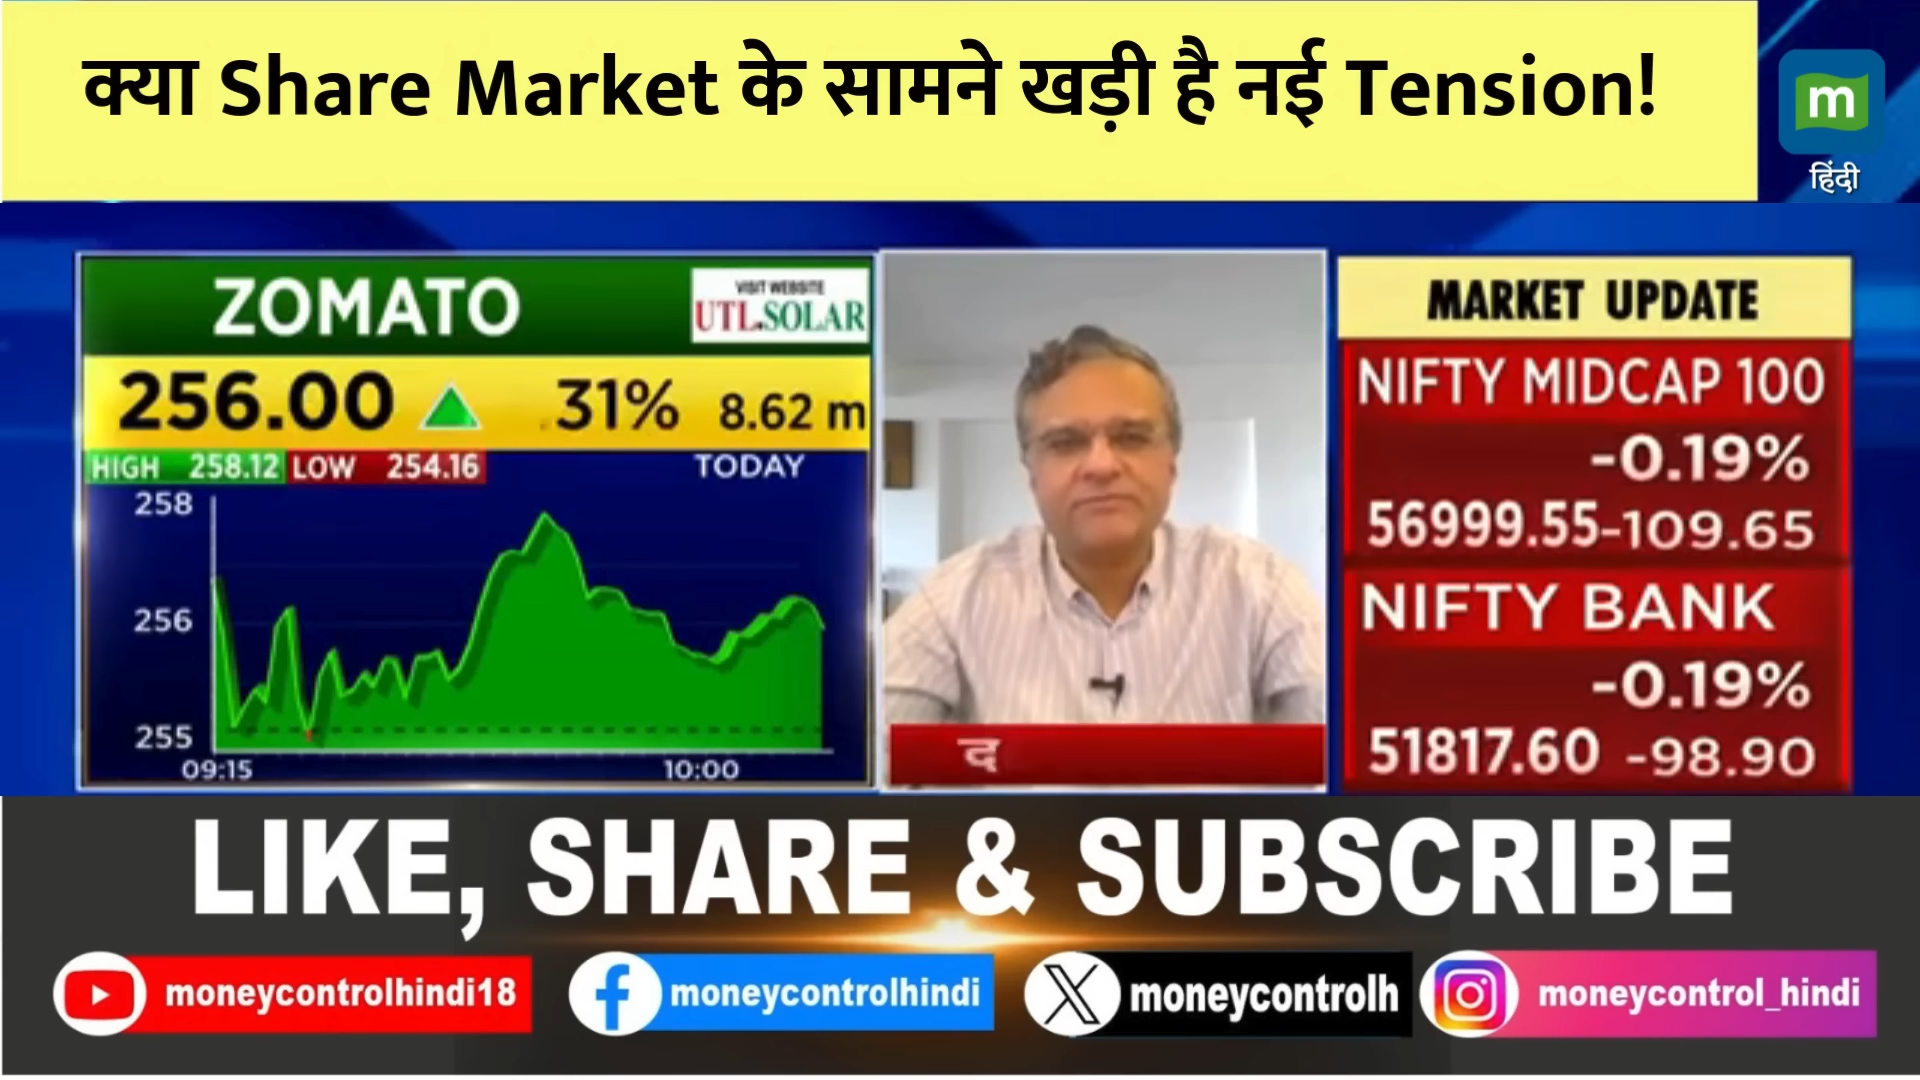 क्या Share Market के सामने खड़ी है नई Tension!
m
हिंदी
ZOMATO
VISIT WEBSITE
UTL.SOLAR
256.00 ▲ .31% 8.62 m
HIGH 258.12 LOW 254.16 TODAY
258
256
255
09:15 10:00
द
MARKET UPDATE
NIFTY MIDCAP 100
-0.19%
56999.55 -109.65
NIFTY BANK
-0.19%
51817.60 -98.90
LIKE, SHARE & SUBSCRIBE
moneycontrolhindi18
moneycontrolhindi
moneycontrolh
moneycontrol_hindi